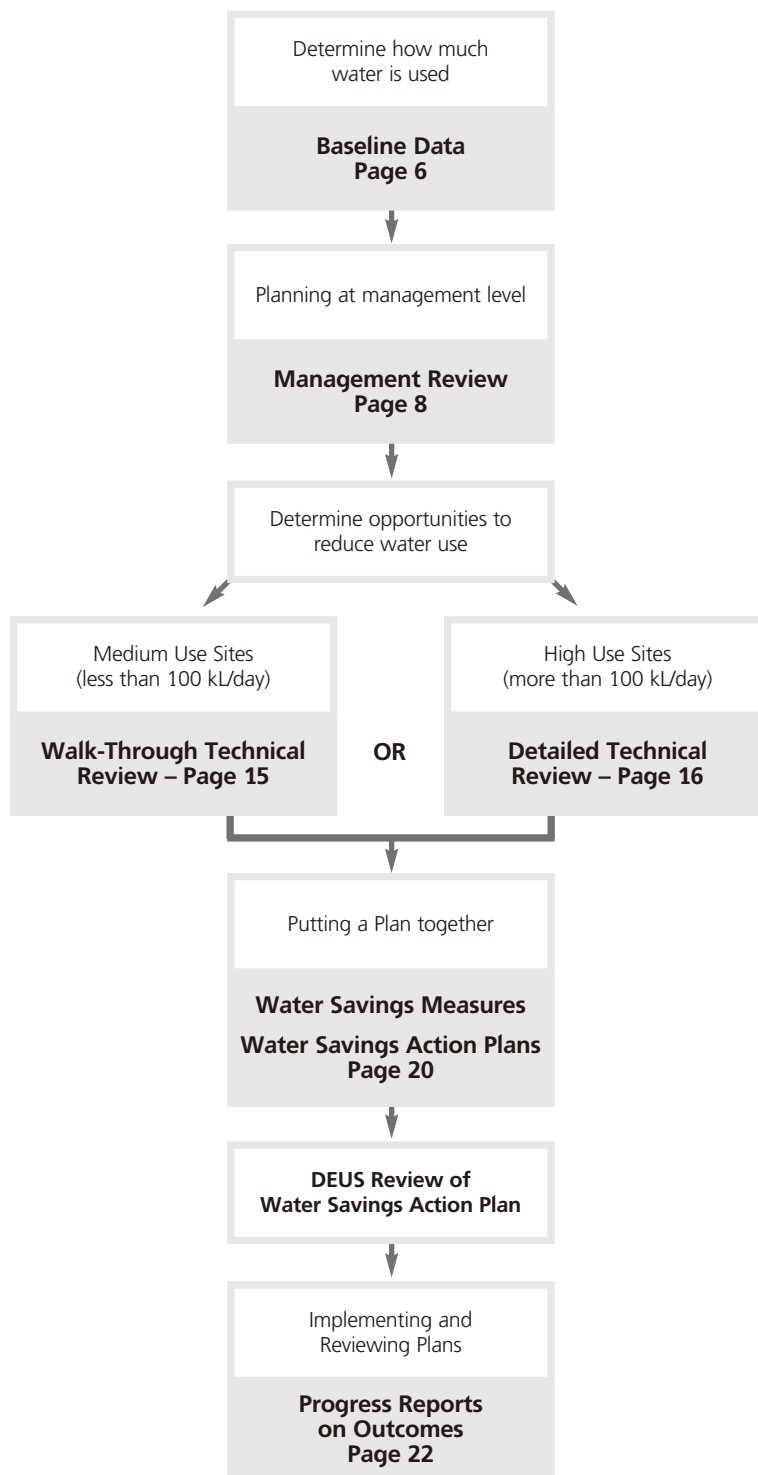 Determine how much
water is used
Baseline Data
Page 6
Planning at management level
Management Review
Page 8
Determine opportunities to
reduce water use
Medium Use Sites
(less than 100 kL/day)
Walk-Through Technical
Review – Page 15
OR
High Use Sites
(more than 100 kL/day)
Detailed Technical
Review – Page 16
Putting a Plan together
Water Savings Measures
Water Savings Action Plans
Page 20
DEUS Review of
Water Savings Action Plan
Implementing and
Reviewing Plans
Progress Reports
on Outcomes
Page 22